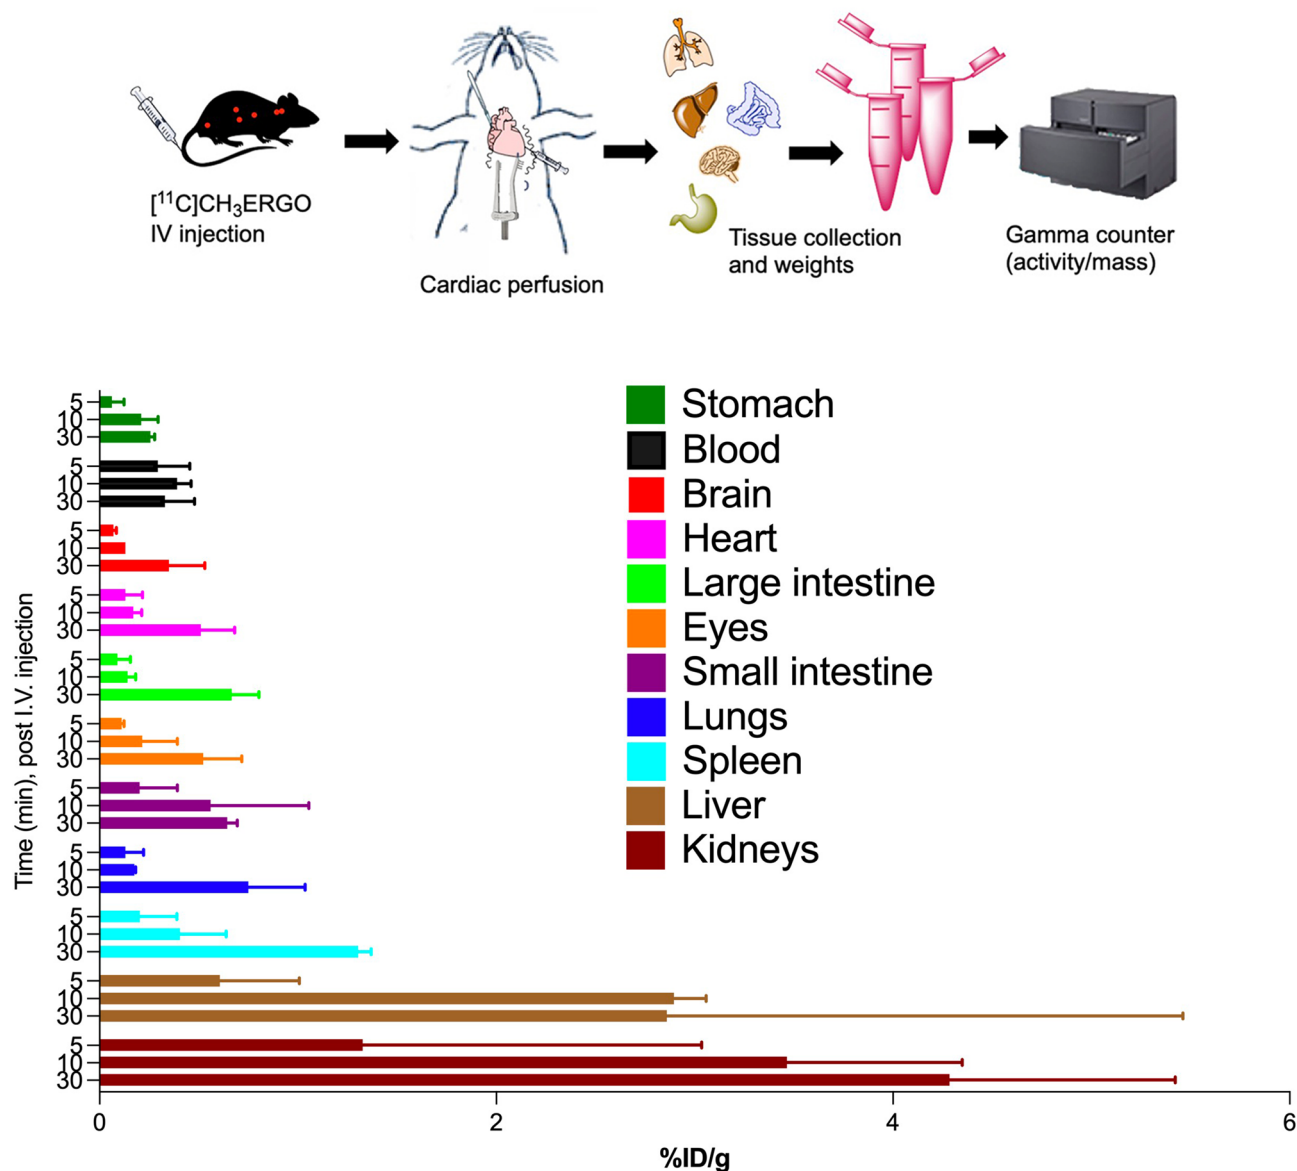 [¹¹C]CH₃ERGO
IV injection
Cardiac perfusion
Tissue collection
and weights
Gamma counter
(activity/mass)
Time (min), post I.V. injection
5
10
30
5
10
30
5
10
30
5
10
30
5
10
30
5
10
30
5
10
30
5
10
30
5
10
30
5
10
30
5
10
30
Stomach
Blood
Brain
Heart
Large intestine
Eyes
Small intestine
Lungs
Spleen
Liver
Kidneys
0 2 4 6
%ID/g